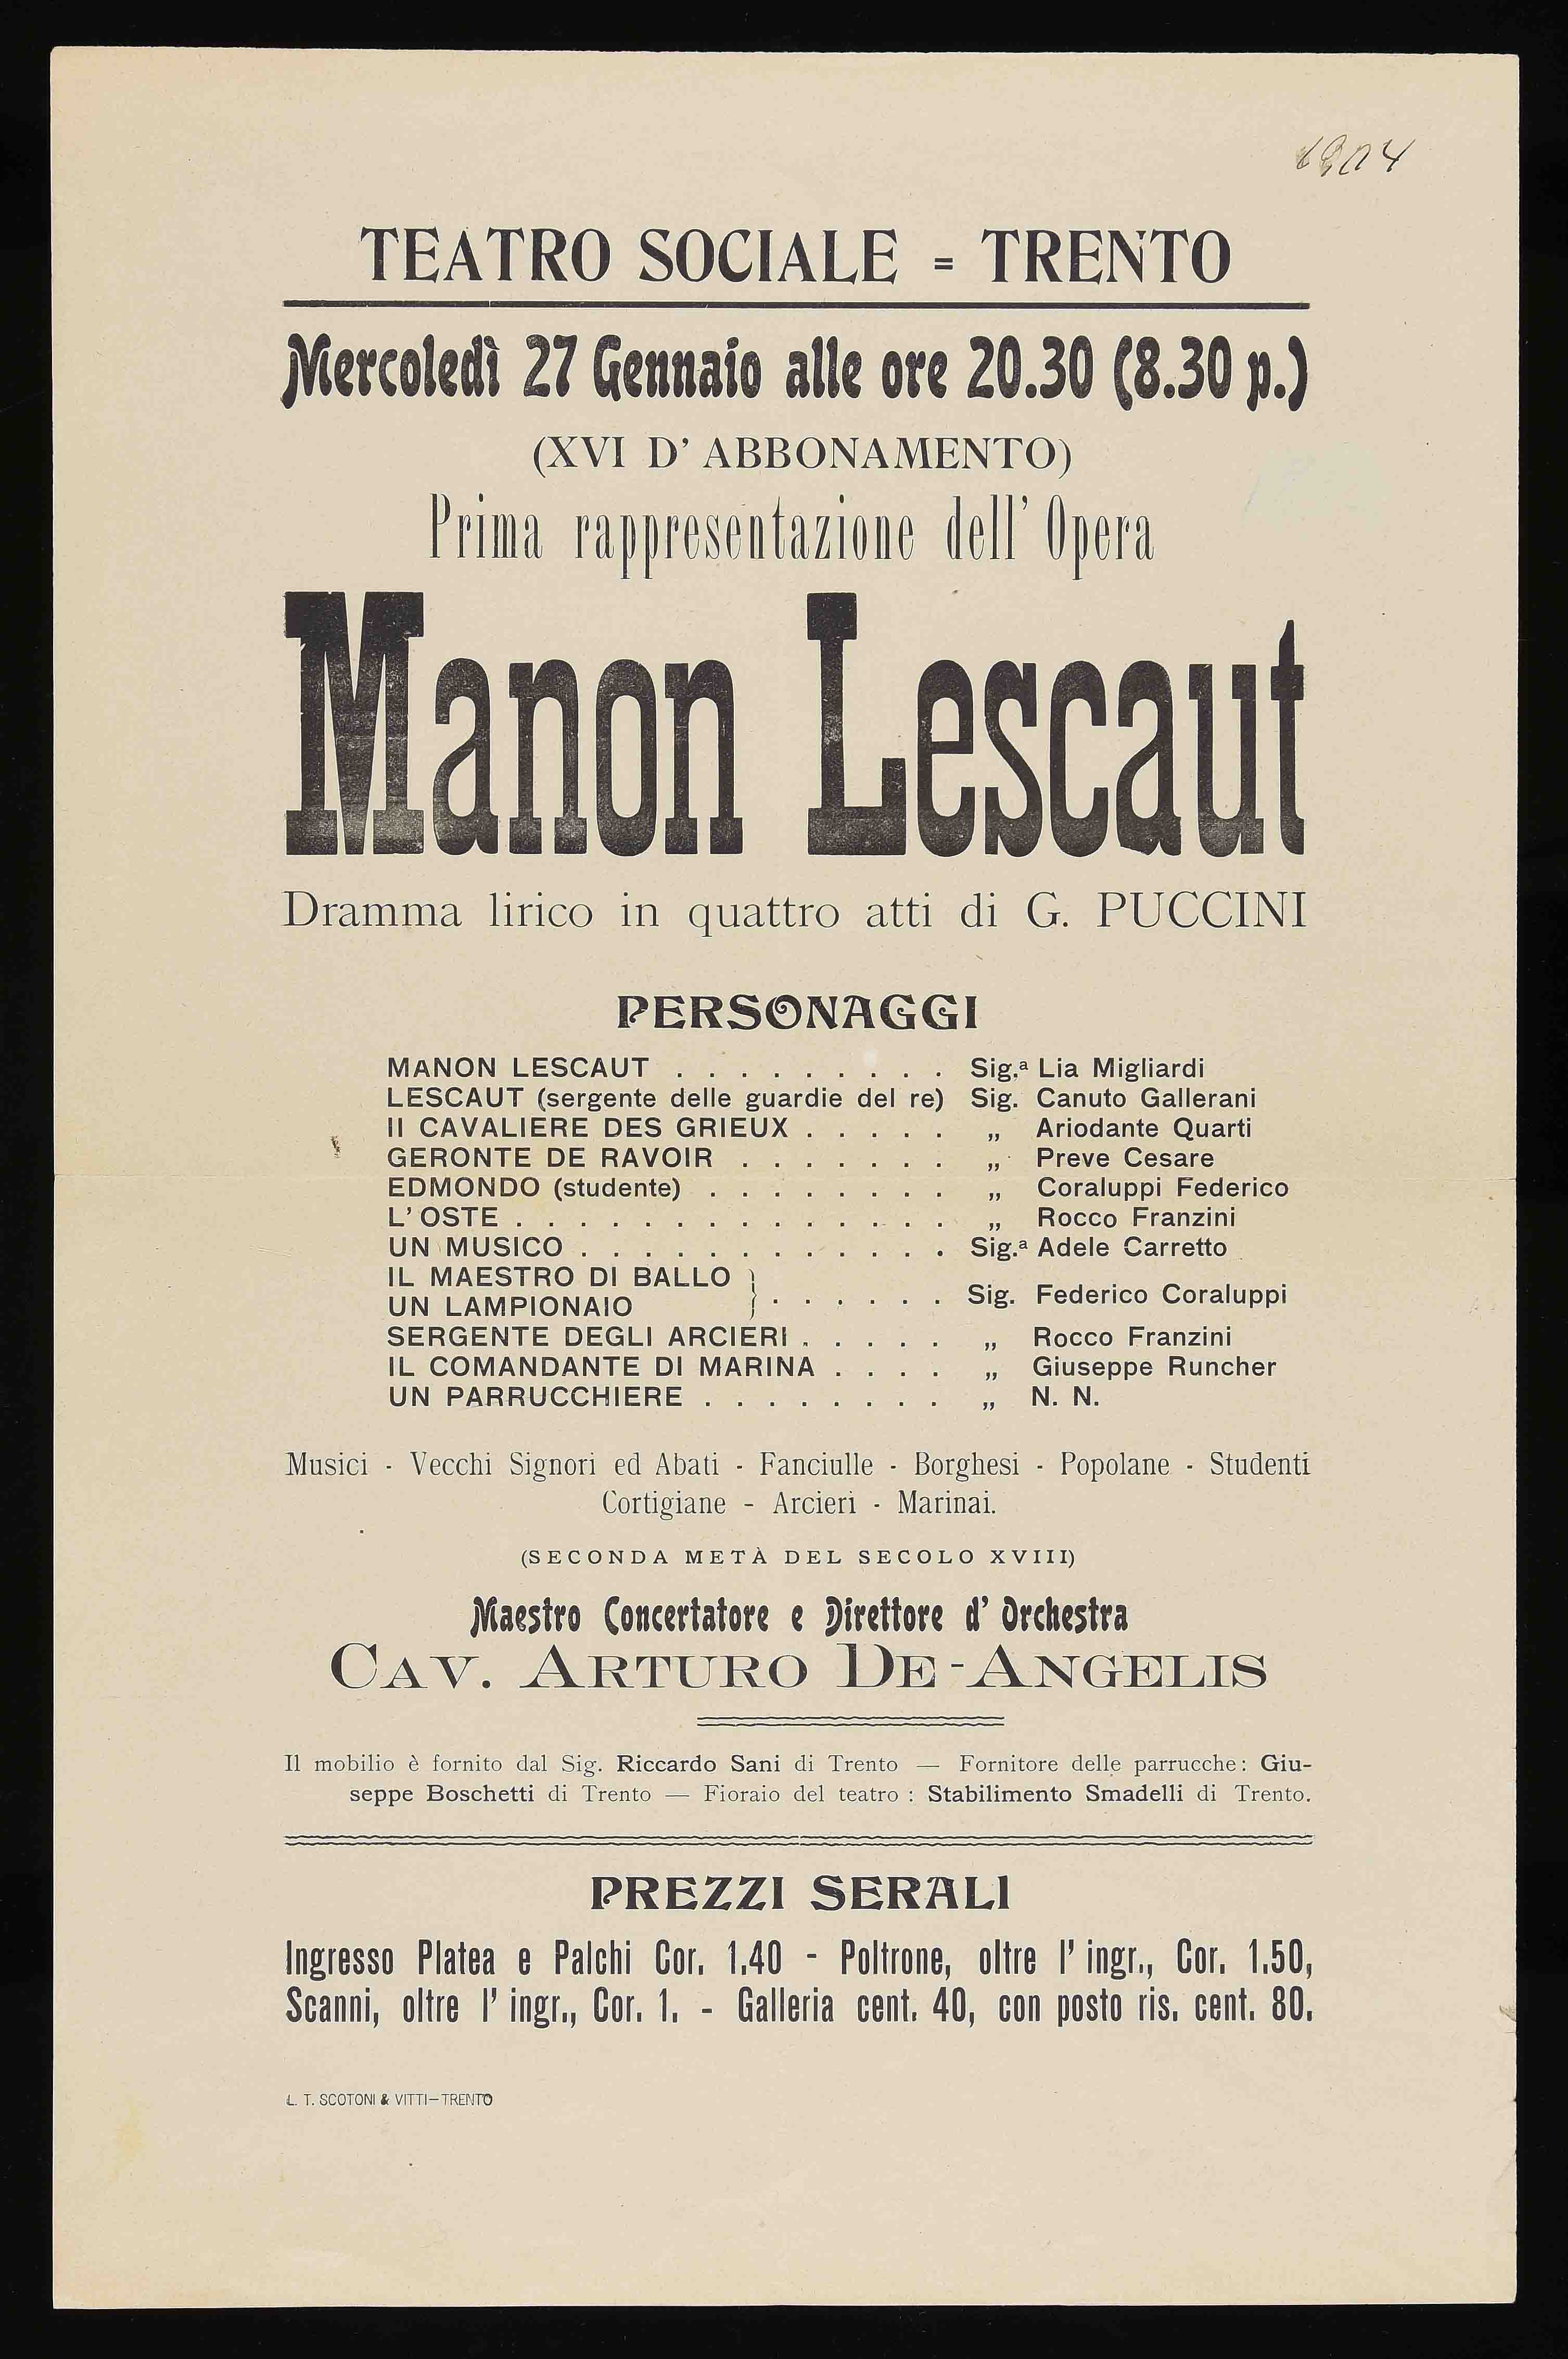 1904
TEATRO SOCIALE = TRENTO
Mercoledì 27 Gennaio alle ore 20.30 (8.30 p.)
(XVI D' ABBONAMENTO)
Prima rappresentazione dell' Opera
Manon Lescaut
Dramma lirico in quattro atti di G. PUCCINI
PERSONAGGI
MANON LESCAUT . . . . . . . . . Sig.ª Lia Migliardi
LESCAUT (sergente delle guardie del re) Sig. Canuto Gallerani
Il CAVALIERE DES GRIEUX . . . . . „ Ariodante Quarti
GERONTE DE RAVOIR . . . . . . . „ Preve Cesare
EDMONDO (studente) . . . . . . . . „ Coraluppi Federico
L' OSTE . . . . . . . . . . . . . . „ Rocco Franzini
UN MUSICO . . . . . . . . . . . . Sig.ª Adele Carretto
IL MAESTRO DI BALLO
UN LAMPIONAIO } . . . . . . Sig. Federico Coraluppi
SERGENTE DEGLI ARCIERI . . . . . „ Rocco Franzini
IL COMANDANTE DI MARINA . . . . „ Giuseppe Runcher
UN PARRUCCHIERE . . . . . . . . „ N. N.
Musici - Vecchi Signori ed Abati - Fanciulle - Borghesi - Popolane - Studenti
Cortigiane - Arcieri - Marinai.
(SECONDA METÀ DEL SECOLO XVIII)
Maestro Concertatore e Direttore d' Orchestra
CAV. ARTURO DE-ANGELIS
Il mobilio è fornito dal Sig. Riccardo Sani di Trento — Fornitore delle parrucche: Giu-
seppe Boschetti di Trento — Fioraio del teatro : Stabilimento Smadelli di Trento.
PREZZI SERALI
Ingresso Platea e Palchi Cor. 1.40 - Poltrone, oltre l' ingr., Cor. 1.50,
Scanni, oltre l' ingr., Cor. 1. - Galleria cent. 40, con posto ris. cent. 80.
L. T. SCOTONI & VITTI—TRENTO